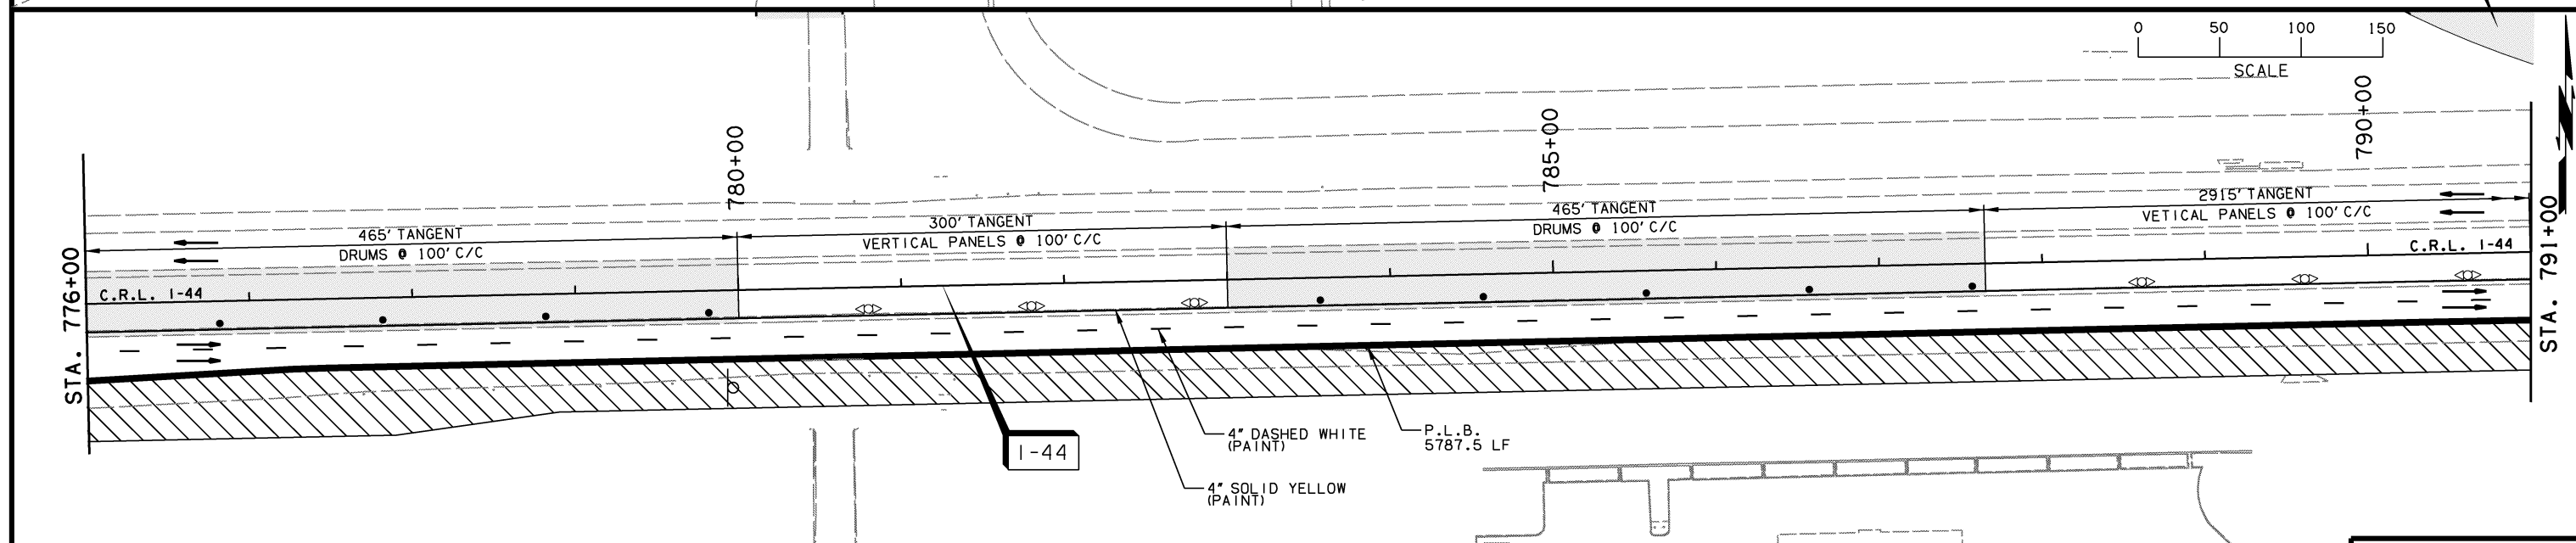 0 50 100 150
SCALE
780+00
785+00
790+00
465' TANGENT
DRUMS @ 100' C/C
300' TANGENT
VERTICAL PANELS @ 100' C/C
465' TANGENT
DRUMS @ 100' C/C
2915' TANGENT
VETICAL PANELS @ 100' C/C
STA. 776+00
C.R.L. I-44
C.R.L. I-44
STA. 791+00
I-44
4" DASHED WHITE
(PAINT)
P.L.B.
5787.5 LF
4" SOLID YELLOW
(PAINT)